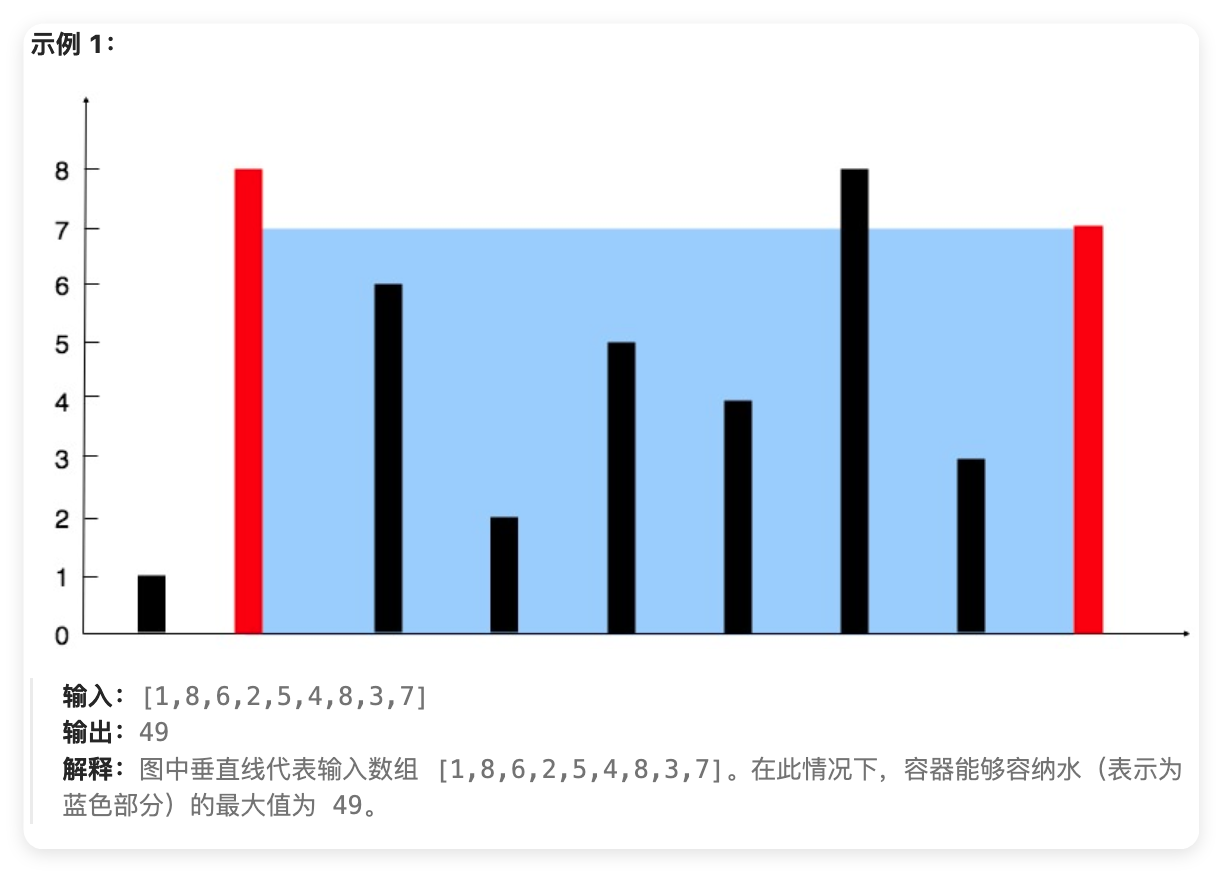 示例 1：
8
7
6
5
4
3
2
1
0
输入：[1,8,6,2,5,4,8,3,7]
输出：49
解释：图中垂直线代表输入数组 [1,8,6,2,5,4,8,3,7]。在此情况下，容器能够容纳水（表示为
蓝色部分）的最大值为 49。